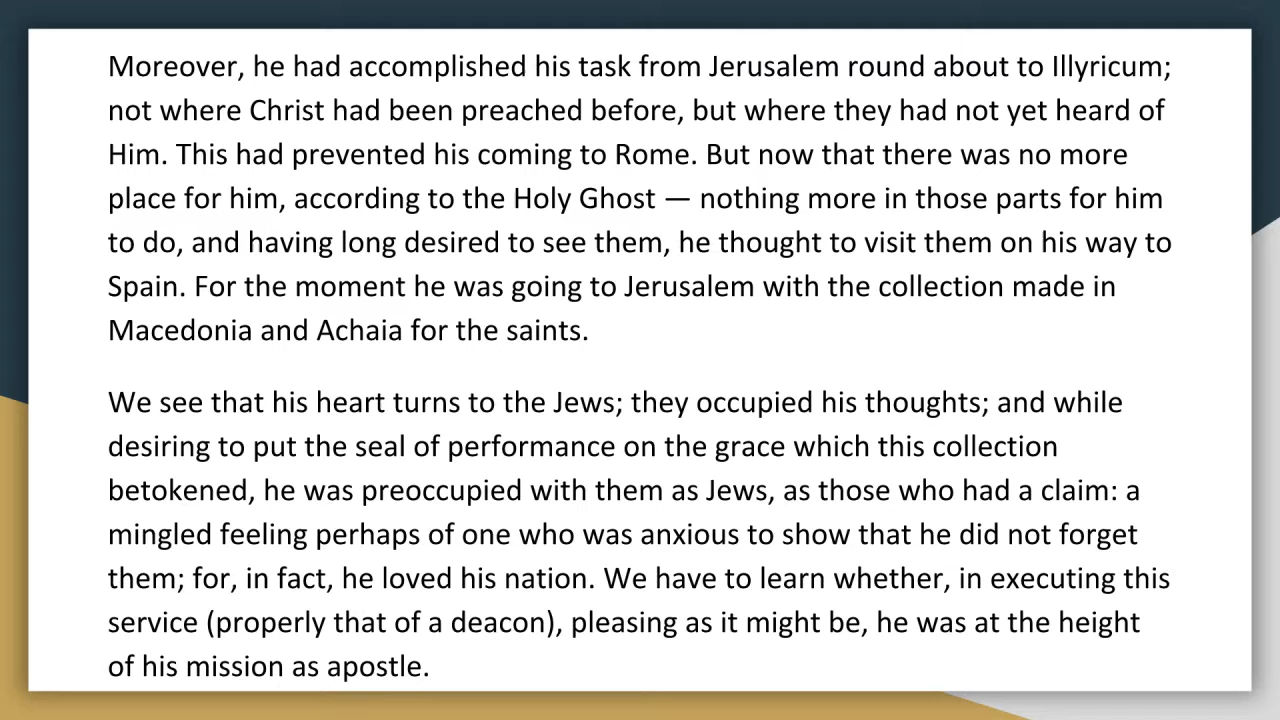 Moreover, he had accomplished his task from Jerusalem round about to Illyricum;
not where Christ had been preached before, but where they had not yet heard of
Him. This had prevented his coming to Rome. But now that there was no more
place for him, according to the Holy Ghost — nothing more in those parts for him
to do, and having long desired to see them, he thought to visit them on his way to
Spain. For the moment he was going to Jerusalem with the collection made in
Macedonia and Achaia for the saints.
We see that his heart turns to the Jews; they occupied his thoughts; and while
desiring to put the seal of performance on the grace which this collection
betokened, he was preoccupied with them as Jews, as those who had a claim: a
mingled feeling perhaps of one who was anxious to show that he did not forget
them; for, in fact, he loved his nation. We have to learn whether, in executing this
service (properly that of a deacon), pleasing as it might be, he was at the height
of his mission as apostle.